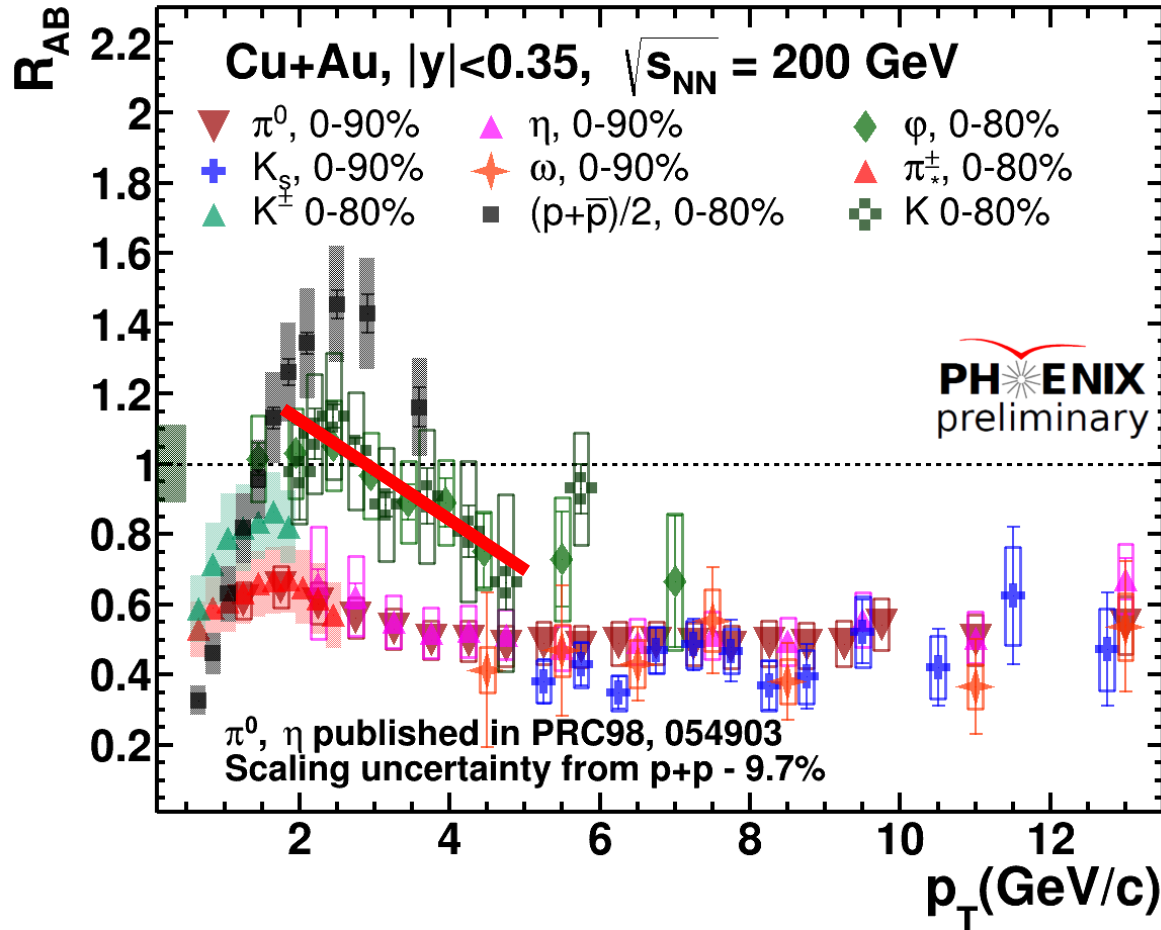 R_AB
2.2
2
1.8
1.6
1.4
1.2
1
0.8
0.6
0.4
0.2
Cu+Au, |y|<0.35, √s_NN = 200 GeV
π⁰, 0-90% η, 0-90% φ, 0-80%
K_s, 0-90% ω, 0-90% π^±_*, 0-80%
K^± 0-80% (p+p̅)/2, 0-80% K 0-80%
PHENIX
preliminary
π⁰, η published in PRC98, 054903
Scaling uncertainty from p+p - 9.7%
2 4 6 8 10 12
p_T(GeV/c)